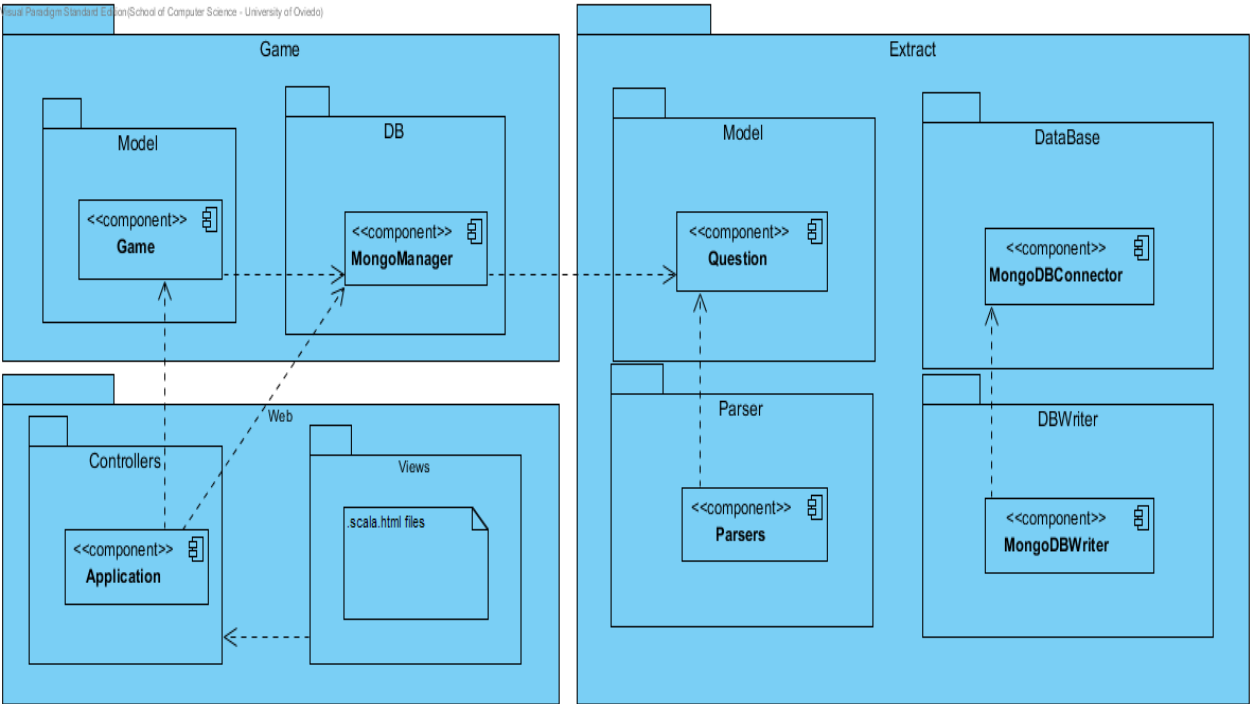 Visual Paradigm Standard Edition(School of Computer Science - University of Oviedo)
Game
Model
<<component>>
Game
DB
<<component>>
MongoManager
Extract
Model
<<component>>
Question
DataBase
<<component>>
MongoDBConnector
Web
Controllers
<<component>>
Application
Views
.scala.html files
Parser
<<component>>
Parsers
DBWriter
<<component>>
MongoDBWriter